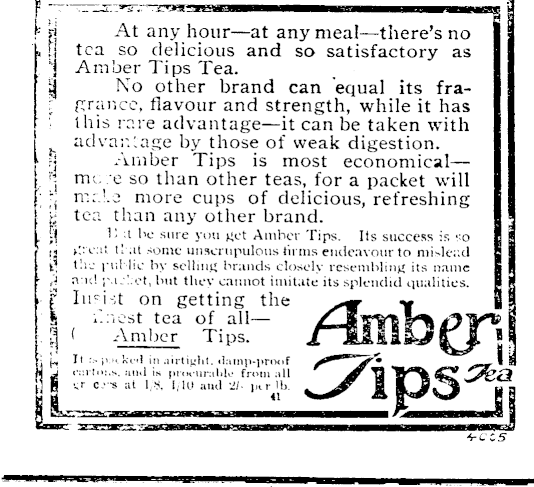 At any hour—at any meal—there's no
tea so delicious and so satisfactory as
Amber Tips Tea.
No other brand can equal its fra-
grance, flavour and strength, while it has
this rare advantage—it can be taken with
advantage by those of weak digestion.
Amber Tips is most economical—
more so than other teas, for a packet will
make more cups of delicious, refreshing
tea than any other brand.
But be sure you get Amber Tips. Its success is so
great that some unscrupulous firms endeavour to mislead
the public by selling brands closely resembling its name
and packet, but they cannot imitate its splendid qualities.
Insist on getting the
finest tea of all—
Amber Tips.
It is packed in airtight, damp-proof
cartons, and is procurable from all
grocers at 1/8, 1/10 and 2/- per lb.
41
Amber
Tips Tea